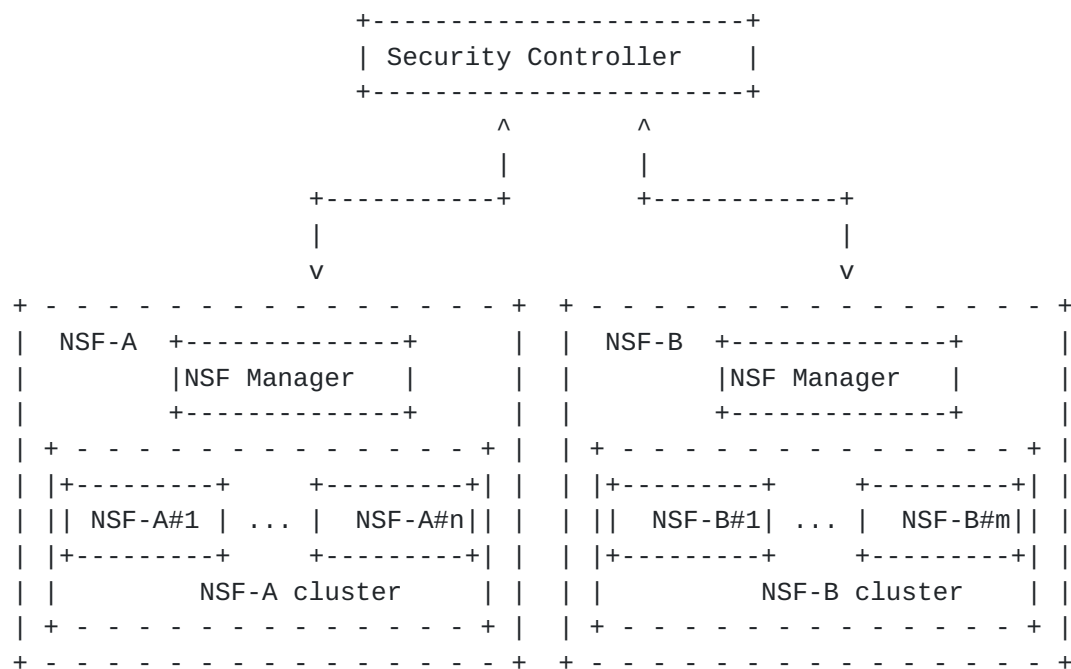 Security Controller
NSF-A
NSF-B
NSF Manager
NSF Manager
NSF-A#1 ... NSF-A#n
NSF-B#1 ... NSF-B#m
NSF-A cluster
NSF-B cluster